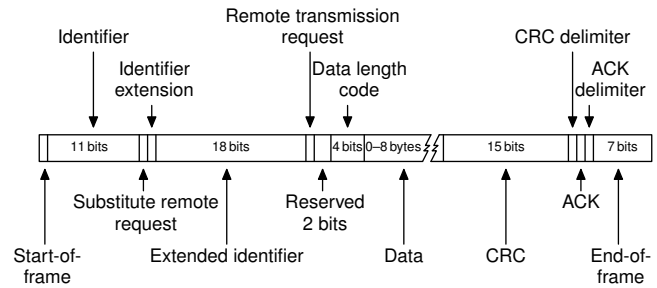 Remote transmission
request
Identifier
CRC delimiter
Identifier
extension
Data length
code
ACK
delimiter
11 bits
18 bits
4 bits
0–8 bytes
15 bits
7 bits
Substitute remote
request
Reserved
2 bits
ACK
Start-of-
frame
Extended identifier
Data
CRC
End-of-
frame